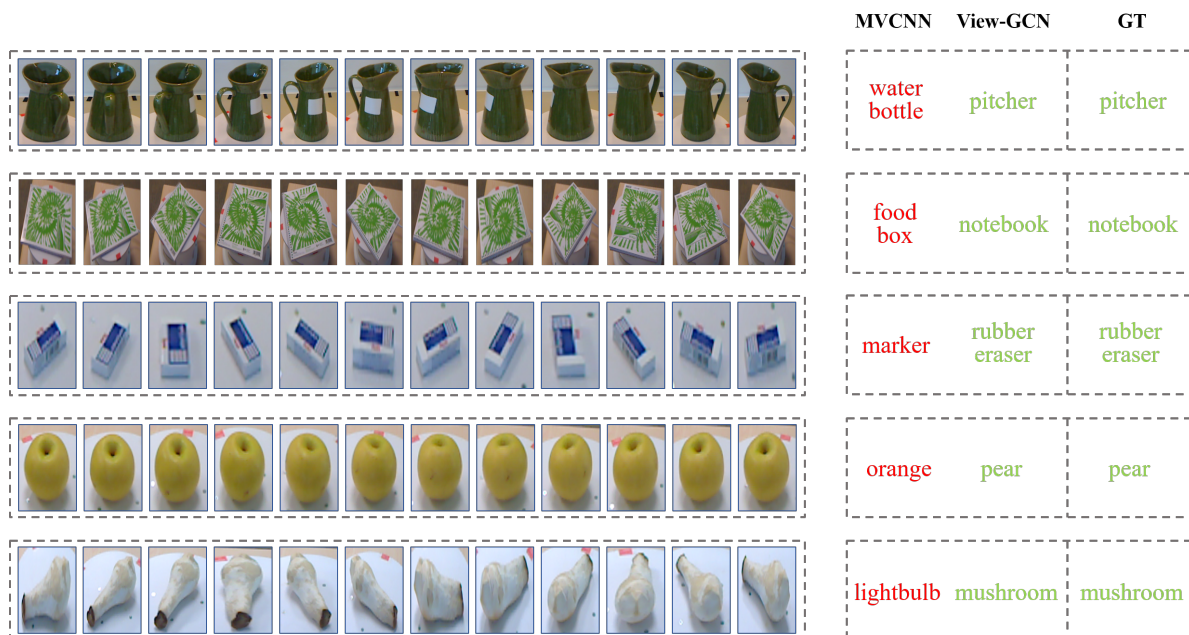 MVCNN View-GCN GT
water
bottle
pitcher
pitcher
food
box
notebook
notebook
marker
rubber
eraser
rubber
eraser
orange
pear
pear
lightbulb
mushroom
mushroom